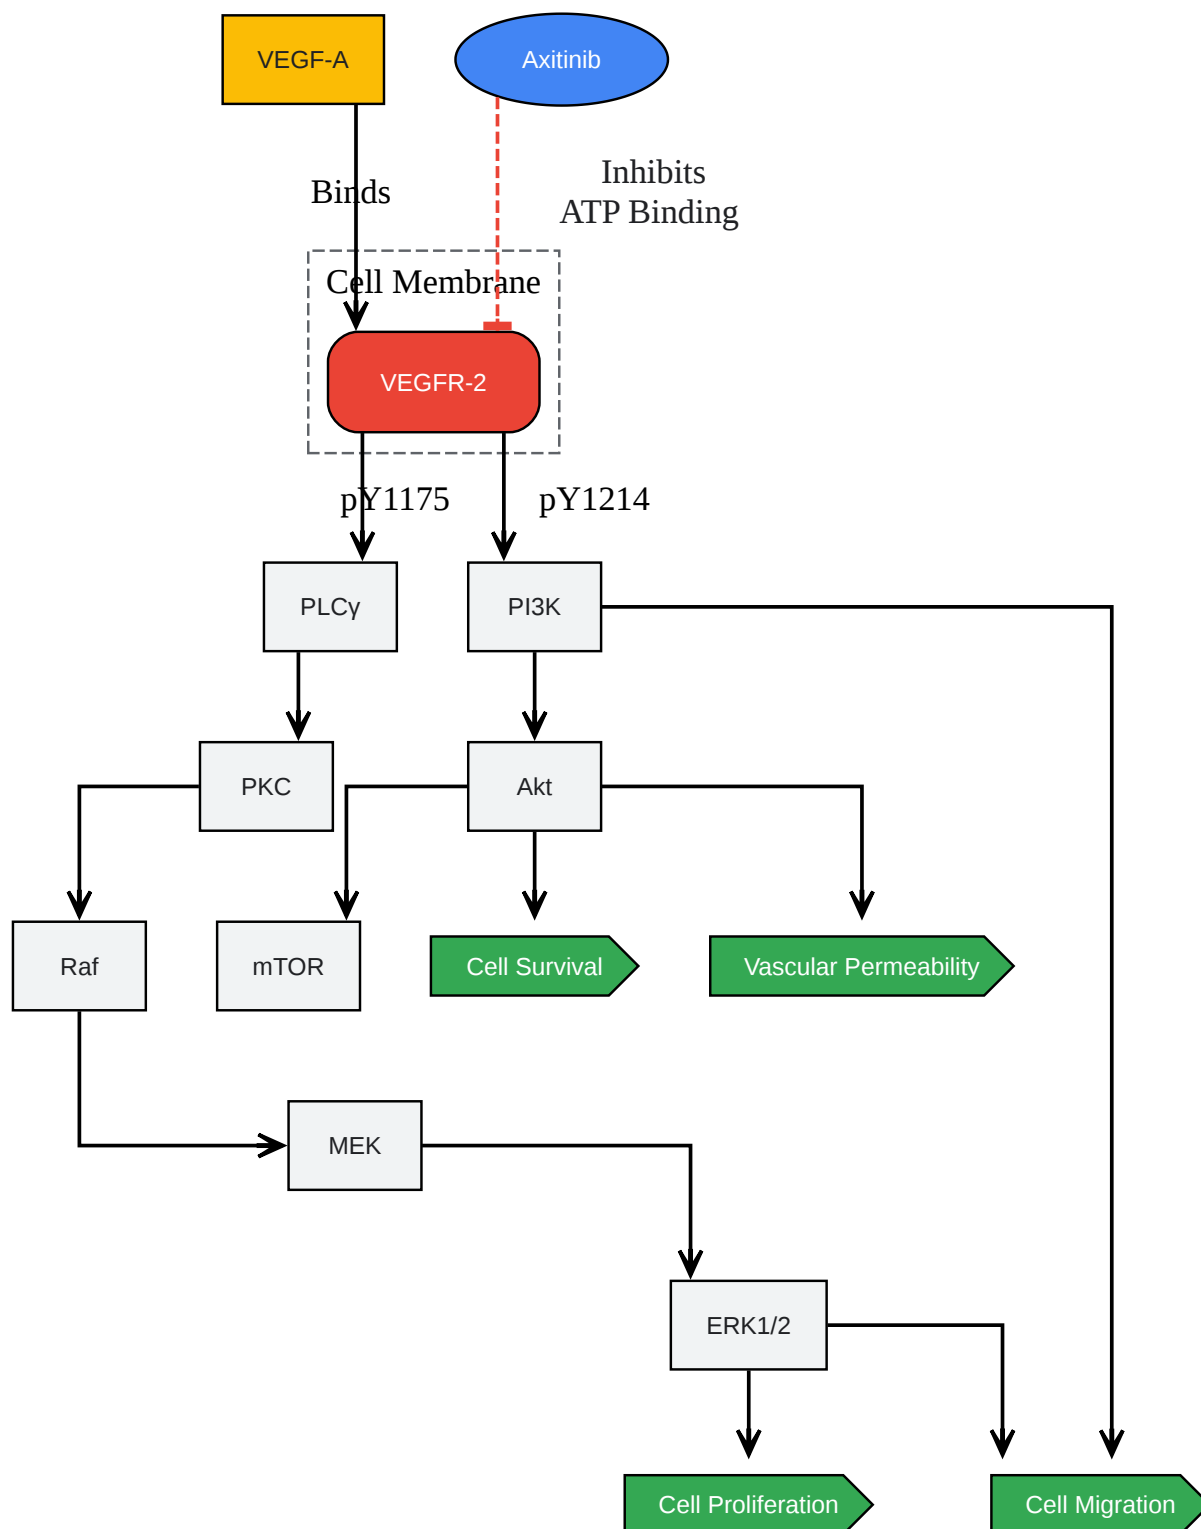 VEGF-A
Axitinib
Binds
Inhibits
ATP Binding
Cell Membrane
VEGFR-2
pY1175
pY1214
PLCγ
PI3K
PKC
Akt
Raf
mTOR
Cell Survival
Vascular Permeability
MEK
ERK1/2
Cell Proliferation
Cell Migration